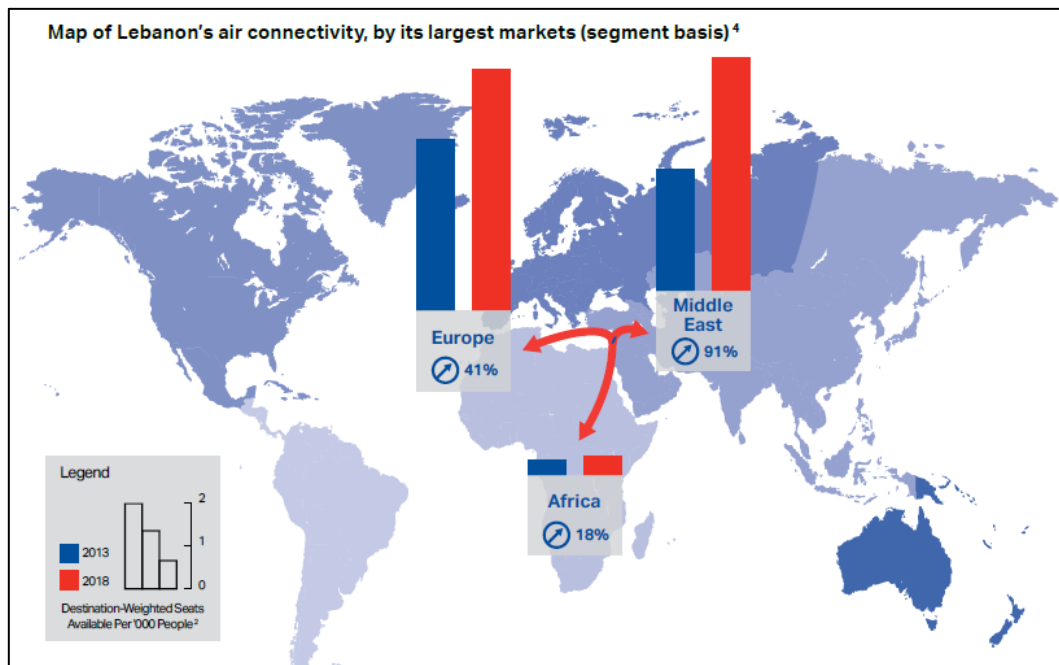 Map of Lebanon's air connectivity, by its largest markets (segment basis) 4
Europe
41%
Middle
East
91%
Africa
18%
Legend
2
1
0
2013
2018
Destination-Weighted Seats
Available Per '000 People 2